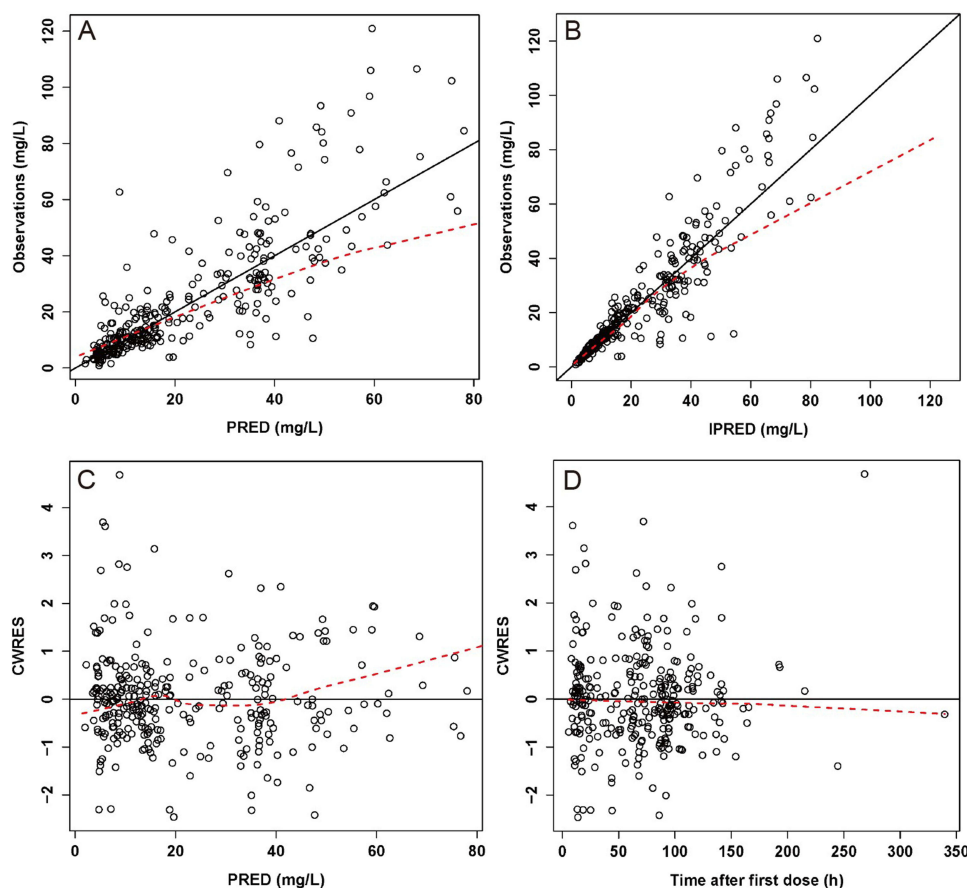 A
Observations (mg/L)
120
100
80
60
40
20
0
0 20 40 60 80
PRED (mg/L)
B
Observations (mg/L)
120
100
80
60
40
20
0
0 20 40 60 80 100 120
IPRED (mg/L)
C
CWRES
4
3
2
1
0
−1
−2
0 20 40 60 80
PRED (mg/L)
D
CWRES
4
3
2
1
0
−1
−2
0 50 100 150 200 250 300 350
Time after first dose (h)